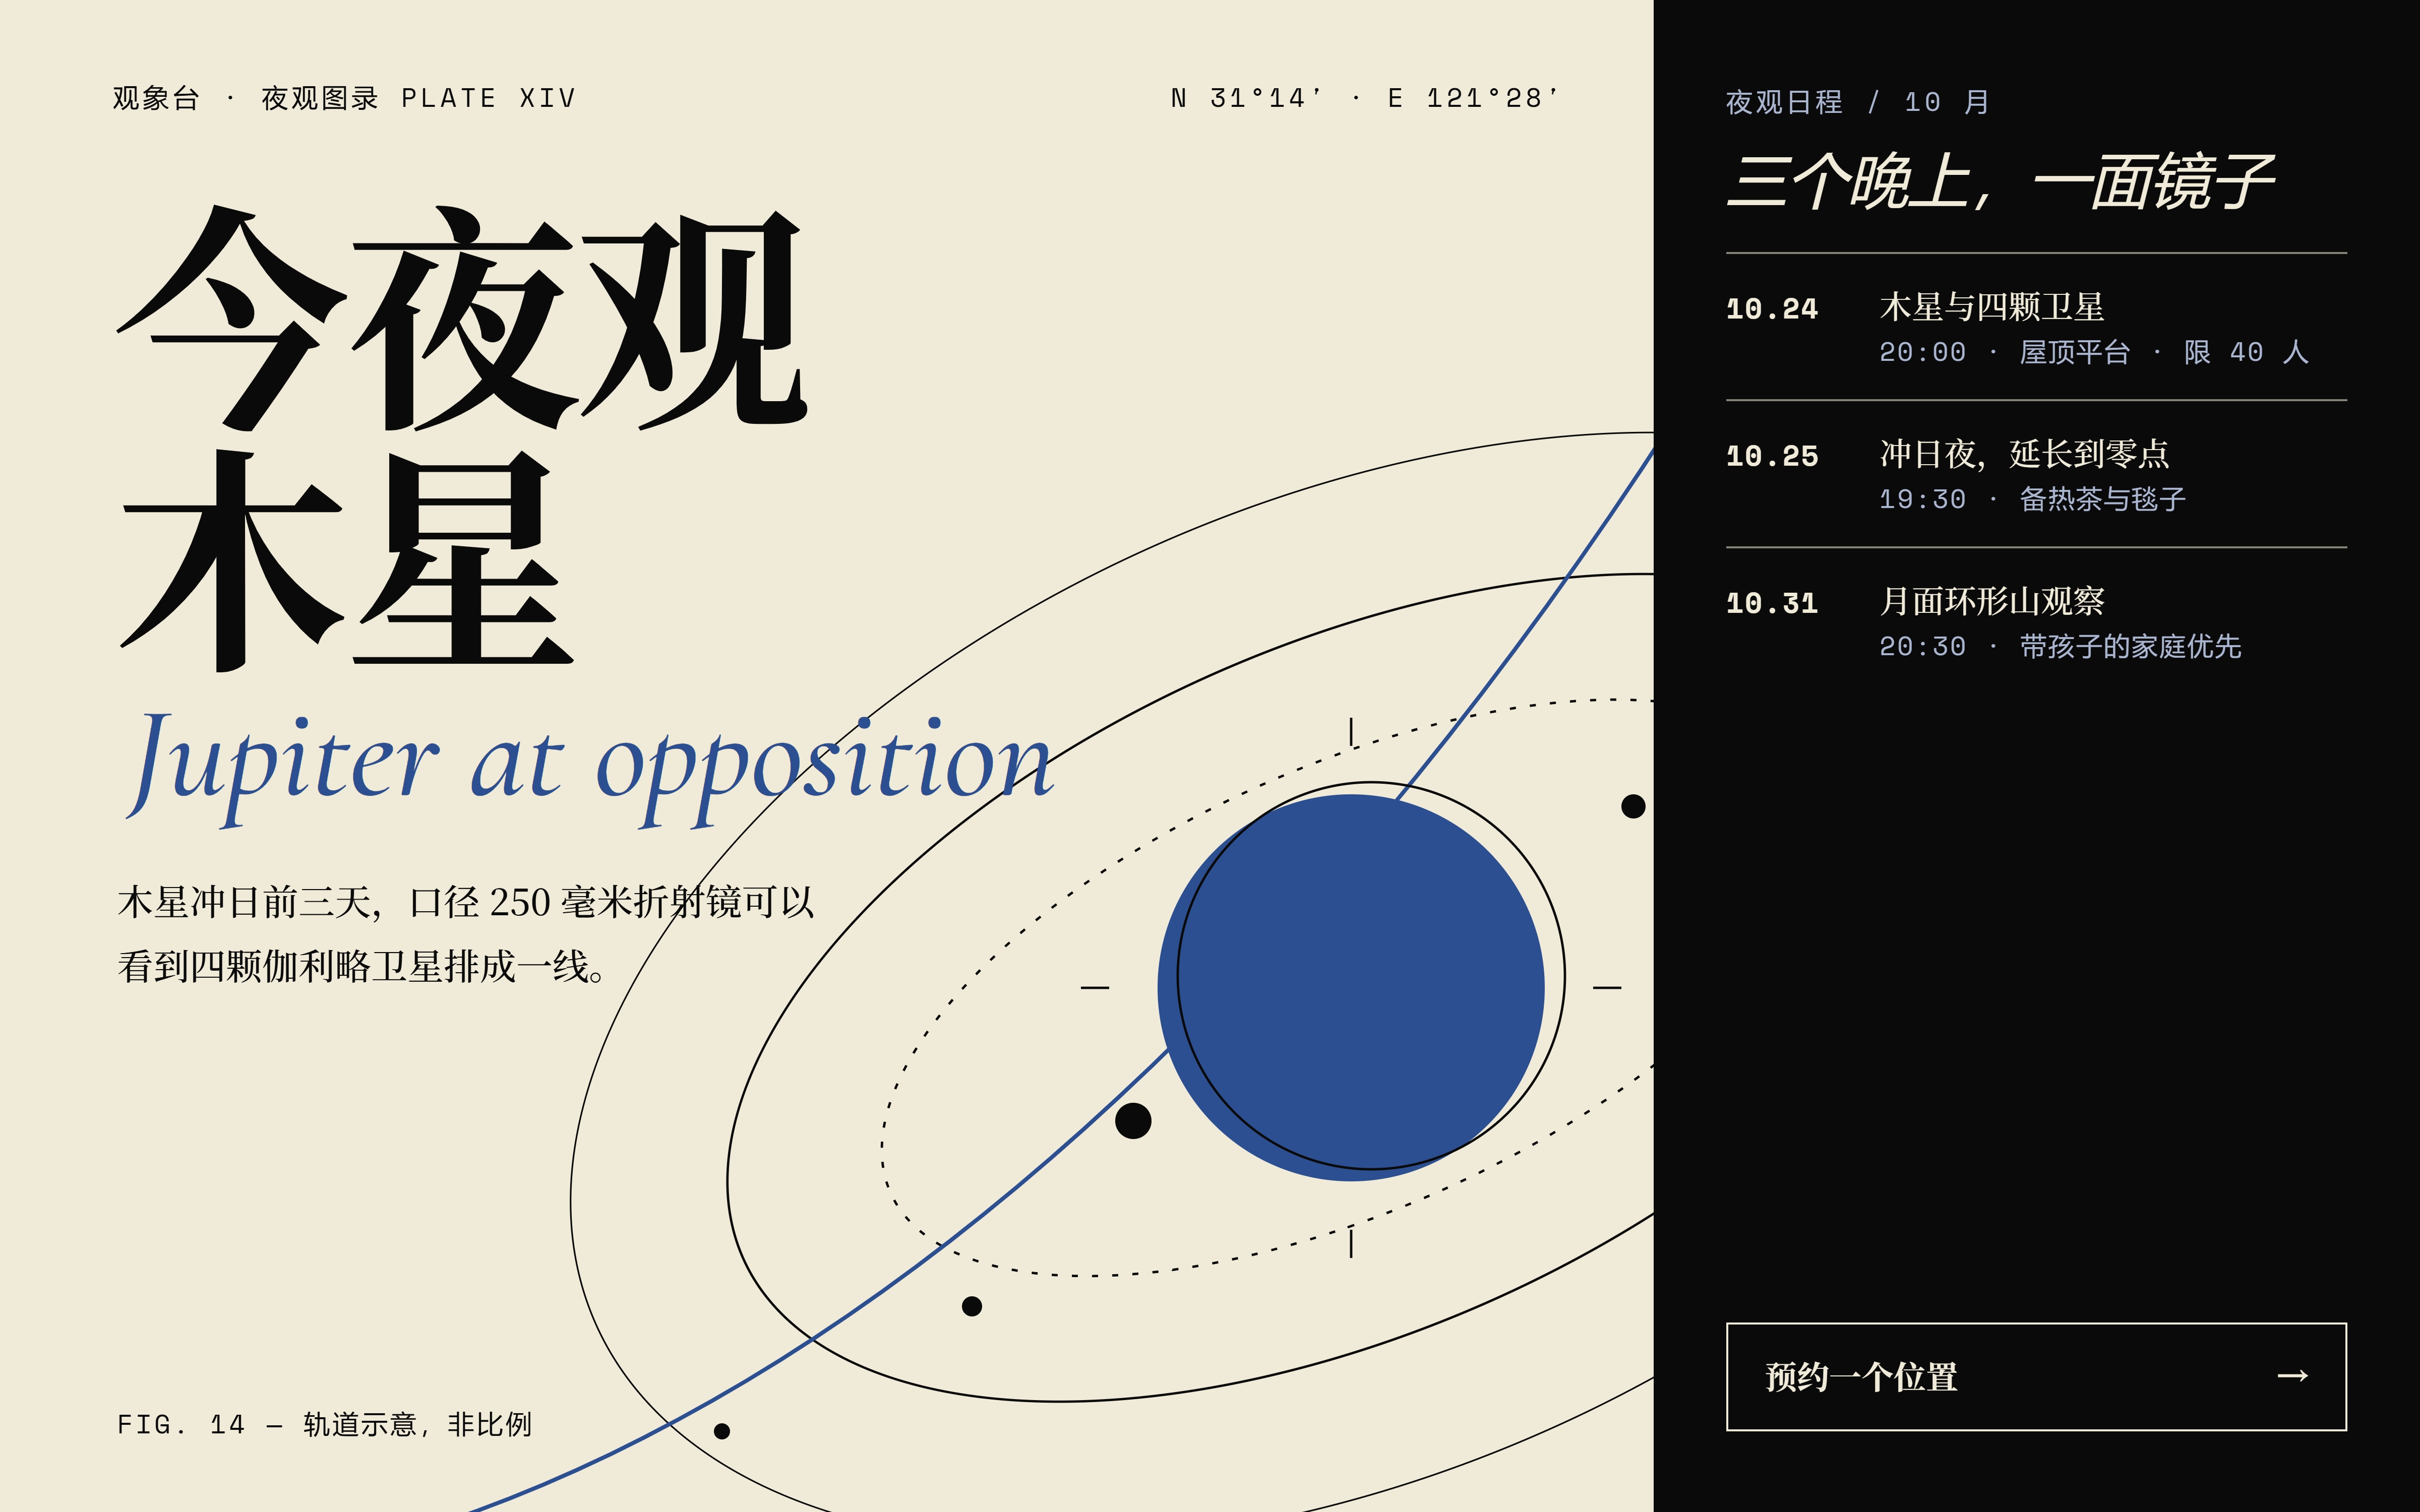 观象台 · 夜观图录 PLATE XIV
N 31°14′ · E 121°28′
今夜观
木星
Jupiter at opposition
木星冲日前三天，口径 250 毫米折射镜可以
看到四颗伽利略卫星排成一线。
FIG. 14 — 轨道示意，非比例
夜观日程 / 10 月
三个晚上，一面镜子
10.24 木星与四颗卫星
20:00 · 屋顶平台 · 限 40 人
10.25 冲日夜，延长到零点
19:30 · 备热茶与毯子
10.31 月面环形山观察
20:30 · 带孩子的家庭优先
预约一个位置 →